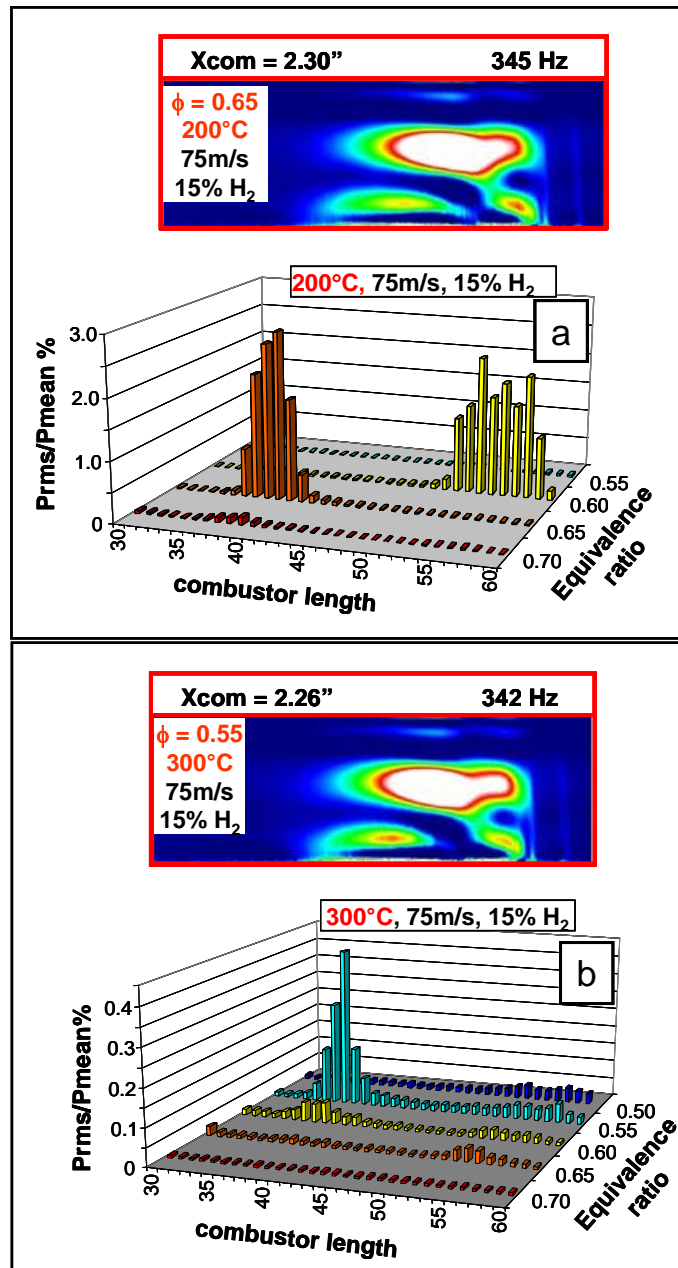 Xcom = 2.30” 345 Hz
ϕ = 0.65
200°C
75m/s
15% H₂
200°C, 75m/s, 15% H₂
a
Prms/Pmean %
3.0
2.0
1.0
0
30
35
40
45
50
55
60
combustor length
0.55
0.60
0.65
0.70
Equivalence
ratio
Xcom = 2.26” 342 Hz
ϕ = 0.55
300°C
75m/s
15% H₂
300°C, 75m/s, 15% H₂
b
Prms/Pmean%
0.4
0.3
0.2
0.1
0
30
35
40
45
50
55
60
combustor length
0.50
0.55
0.60
0.65
0.70
Equivalence
ratio